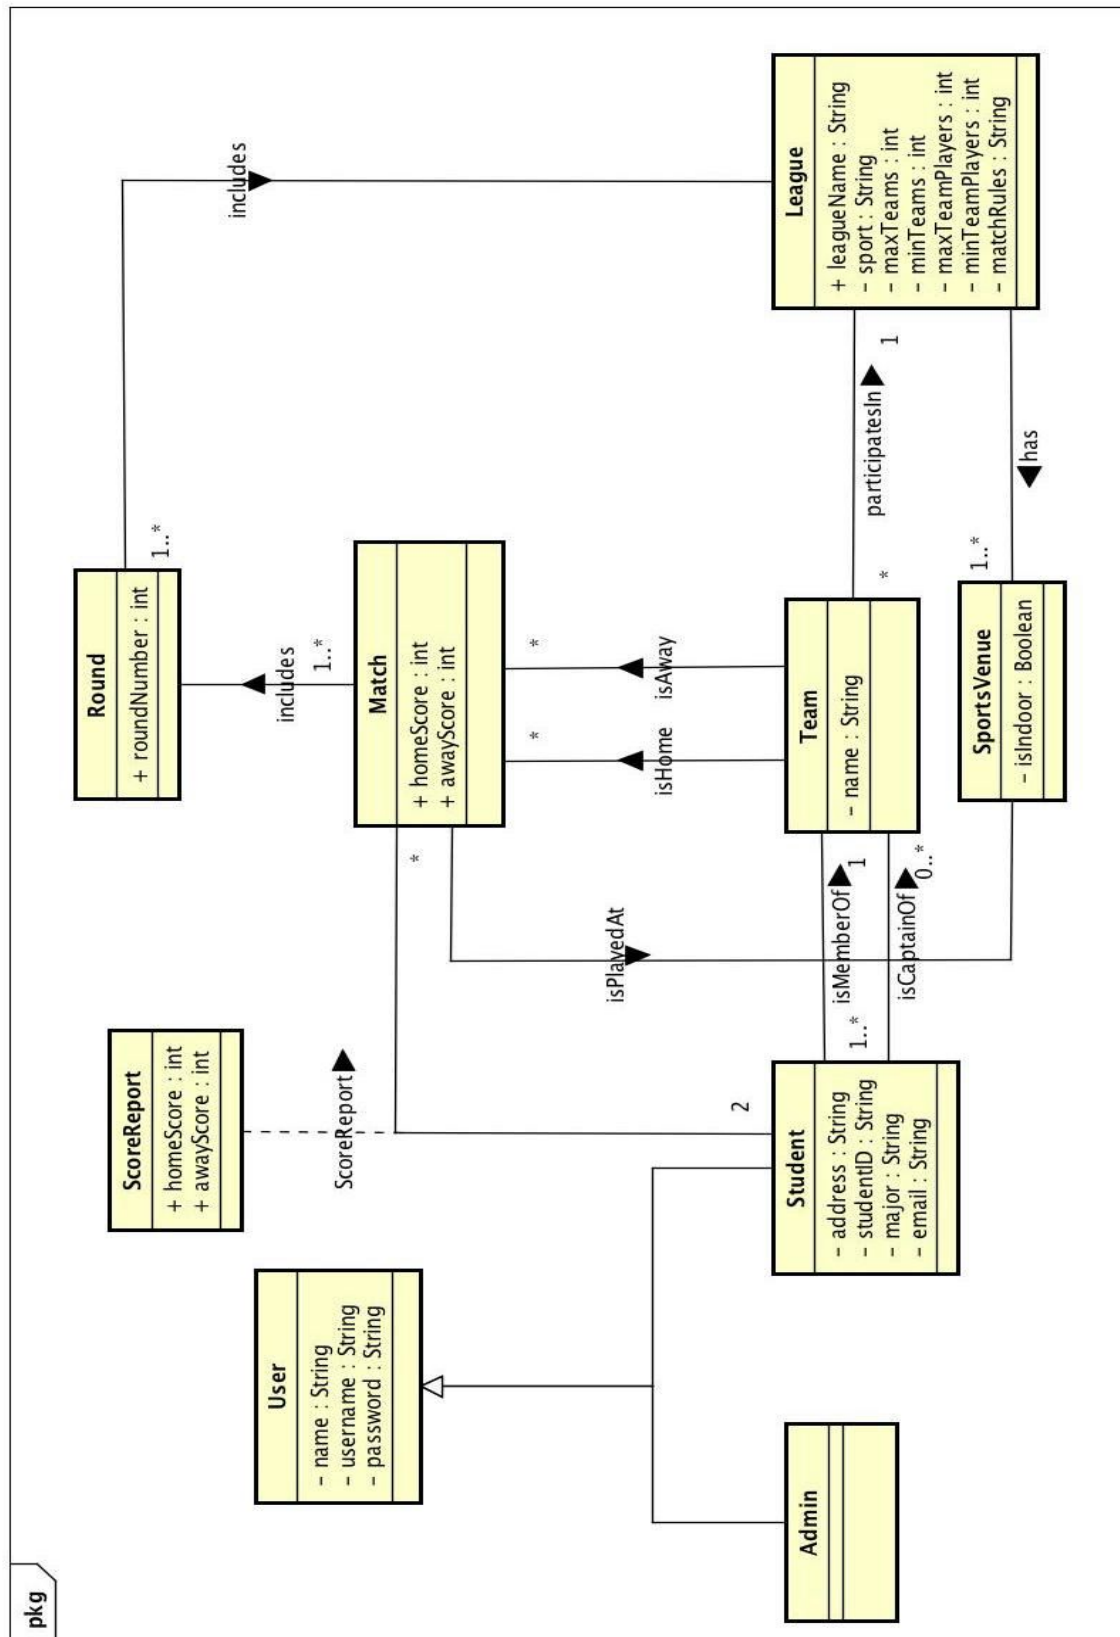 pkg
User
- name : String
- username : String
- password : String
Admin
ScoreReport
+ homeScore : int
+ awayScore : int
ScoreReport
Student
- address : String
- studentID : String
- major : String
- email : String
2
*
1..*
isMemberOf
1
isCaptainOf
0..*
isPlayedAt
Round
+ roundNumber : int
1..*
includes
1..*
Match
+ homeScore : int
+ awayScore : int
*
*
isHome
isAway
Team
- name : String
*
participatesIn
1
SportsVenue
- isIndoor : Boolean
1..*
has
includes
League
+ leagueName : String
- sport : String
- maxTeams : int
- minTeams : int
- maxTeamPlayers : int
- minTeamPlayers : int
- matchRules : String